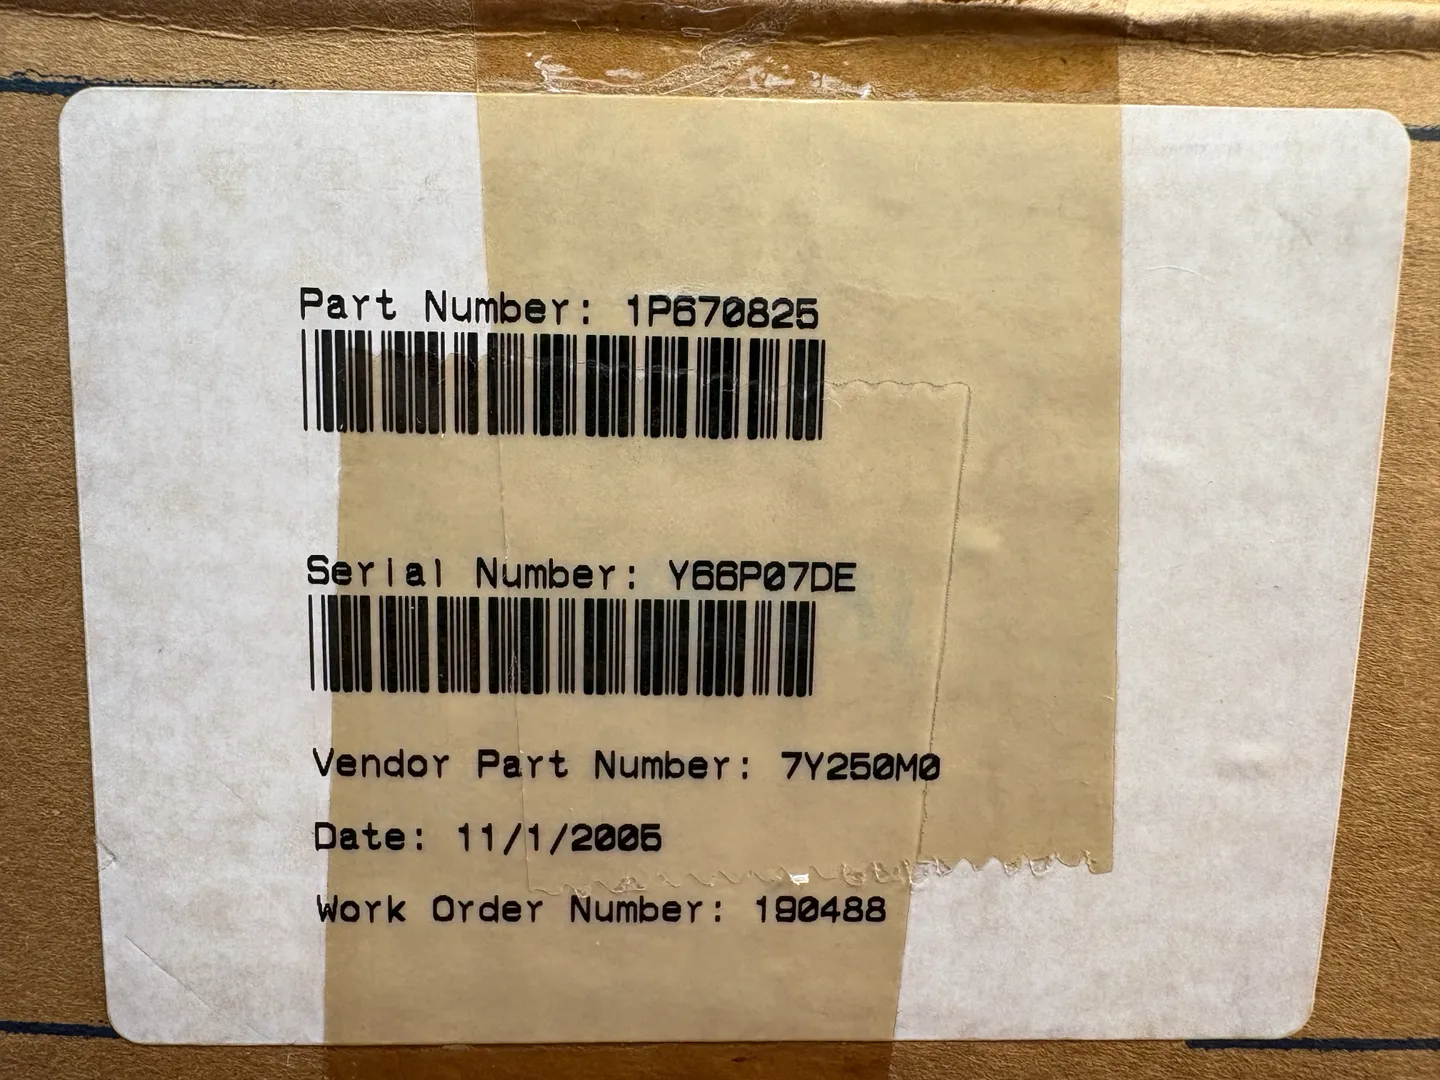 Part Number: 1P670825
Serial Number: Y66P07DE
Vendor Part Number: 7Y250M0
Date: 11/1/2005
Work Order Number: 190488